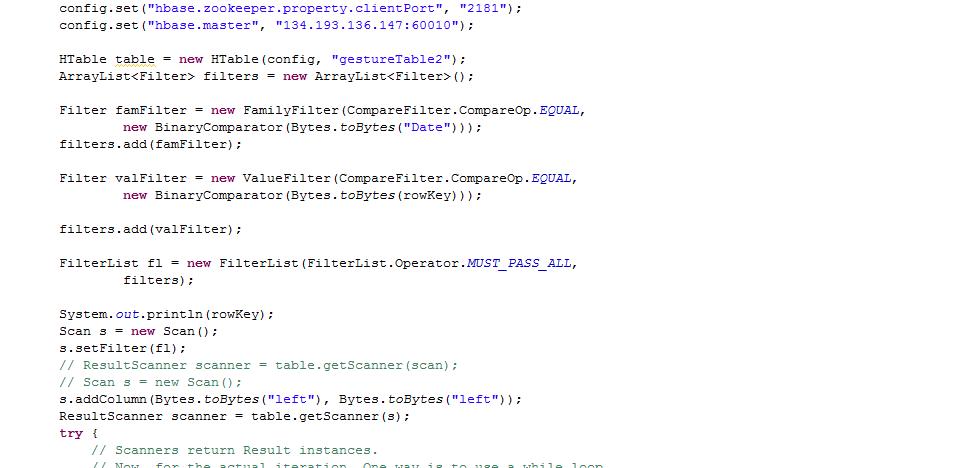 config.set("hbase.zookeeper.property.clientPort", "2181");
config.set("hbase.master", "134.193.136.147:60010");
HTable table = new HTable(config, "gestureTable2");
ArrayList<Filter> filters = new ArrayList<Filter>();
Filter famFilter = new FamilyFilter(CompareFilter.CompareOp.EQUAL,
new BinaryComparator(Bytes.toBytes("Date")));
filters.add(famFilter);
Filter valFilter = new ValueFilter(CompareFilter.CompareOp.EQUAL,
new BinaryComparator(Bytes.toBytes(rowKey)));
filters.add(valFilter);
FilterList fl = new FilterList(FilterList.Operator.MUST_PASS_ALL,
filters);
System.out.println(rowKey);
Scan s = new Scan();
s.setFilter(fl);
// ResultScanner scanner = table.getScanner(scan);
// Scan s = new Scan();
s.addColumn(Bytes.toBytes("left"), Bytes.toBytes("left"));
ResultScanner scanner = table.getScanner(s);
try {
// Scanners return Result instances.
// Now, for the actual iteration. One way is to use a while loop